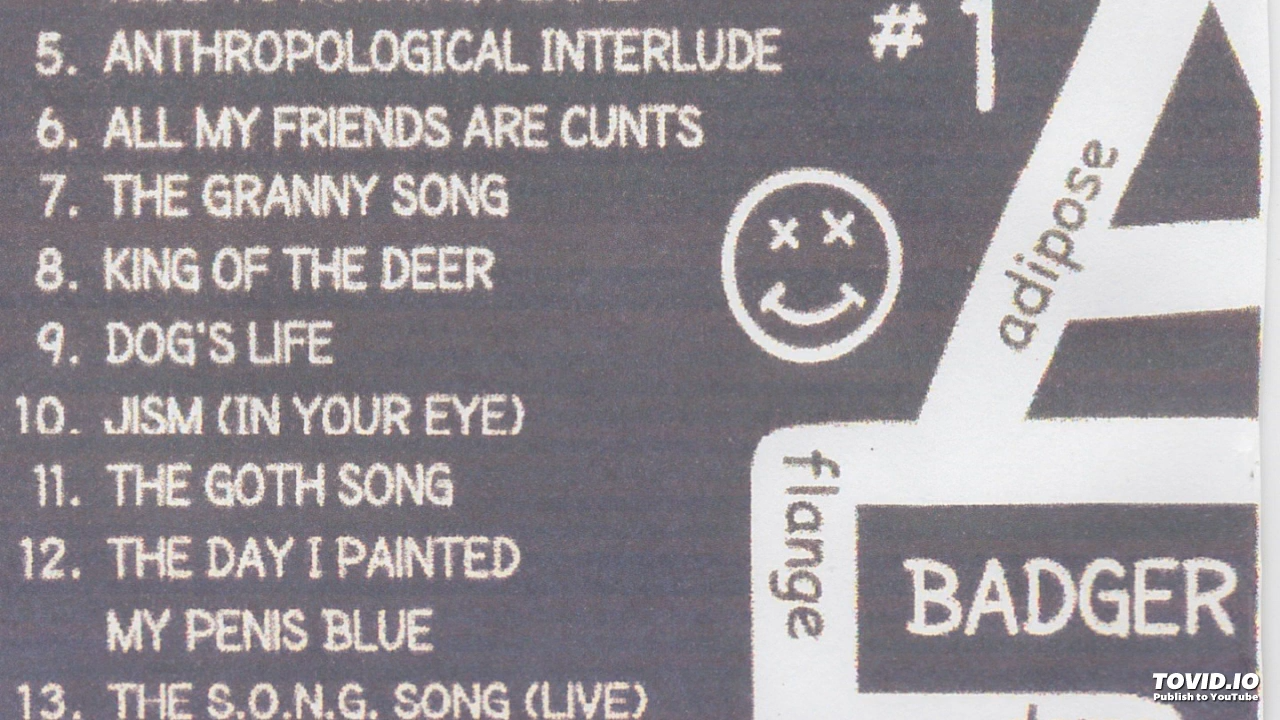 5. ANTHROPOLOGICAL INTERLUDE
6. ALL MY FRIENDS ARE CUNTS
7. THE GRANNY SONG
8. KING OF THE DEER
9. DOG'S LIFE
10. JISM (IN YOUR EYE)
11. THE GOTH SONG
12. THE DAY I PAINTED
MY PENIS BLUE
13. THE S.O.N.G. SONG (LIVE)
#1
adipose
flange
BADGER
TOVID.IO
Publish to YouTube